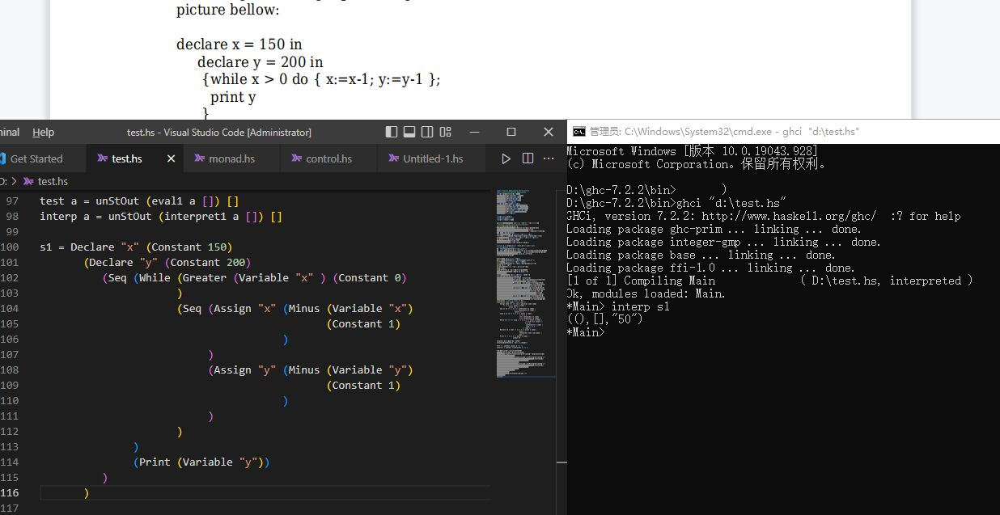 picture bellow:
declare x = 150 in
declare y = 200 in
{while x > 0 do { x:=x-1; y:=y-1 };
print y
}
minal Help test.hs - Visual Studio Code [Administrator]
Get Started test.hs monad.hs control.hs Untitled-1.hs
D: > test.hs
97 test a = unStOut (eval1 a []) []
98 interp a = unStOut (interpret1 a []) []
99
100 s1 = Declare "x" (Constant 150)
101 (Declare "y" (Constant 200)
102 (Seq (While (Greater (Variable "x" ) (Constant 0)
103 )
104 (Seq (Assign "x" (Minus (Variable "x")
105 (Constant 1)
106 )
107 )
108 (Assign "y" (Minus (Variable "y")
109 (Constant 1)
110 )
111 )
112 )
113 )
114 (Print (Variable "y"))
115 )
116 )
117
管理员: C:\Windows\System32\cmd.exe - ghci "d:\test.hs"
Microsoft Windows [版本 10.0.19043.928]
(c) Microsoft Corporation。保留所有权利。
D:\ghc-7.2.2\bin> )
D:\ghc-7.2.2\bin>ghci "d:\test.hs"
GHCi, version 7.2.2: http://www.haskell.org/ghc/ :? for help
Loading package ghc-prim ... linking ... done.
Loading package integer-gmp ... linking ... done.
Loading package base ... linking ... done.
Loading package ffi-1.0 ... linking ... done.
[1 of 1] Compiling Main ( D:\test.hs, interpreted )
Ok, modules loaded: Main.
*Main> interp s1
((),[],"50")
*Main>